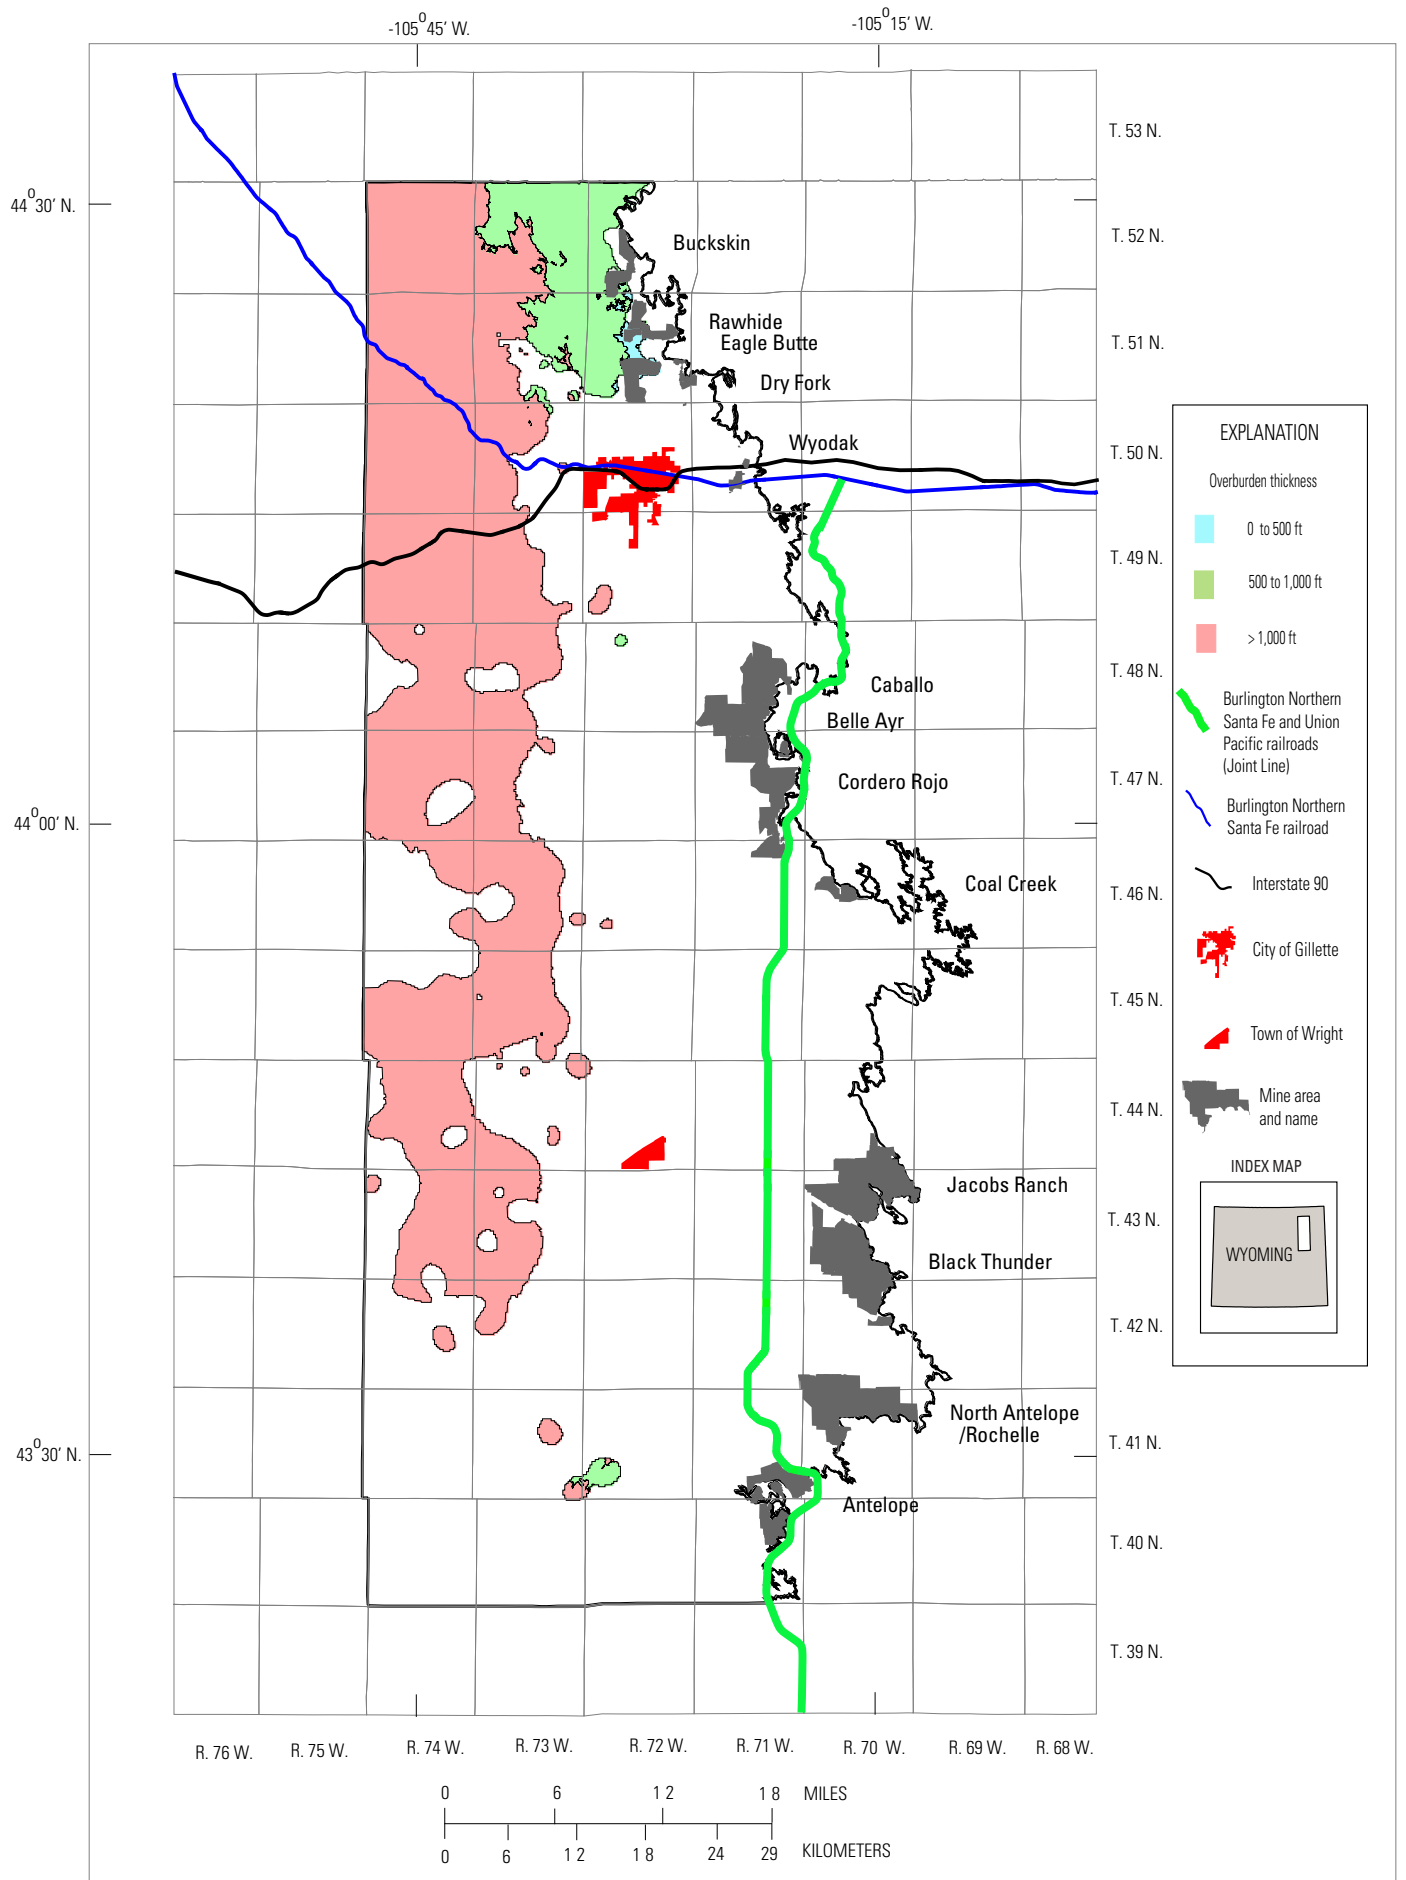 -105°45' W.
-105°15' W.
T. 53 N.
44°30' N.
T. 52 N.
Buckskin
Rawhide
Eagle Butte
T. 51 N.
Dry Fork
Wyodak
T. 50 N.
T. 49 N.
T. 48 N.
Caballo
Belle Ayr
T. 47 N.
Cordero Rojo
44°00' N.
Coal Creek
T. 46 N.
T. 45 N.
T. 44 N.
Jacobs Ranch
T. 43 N.
Black Thunder
T. 42 N.
North Antelope
/Rochelle
T. 41 N.
43°30' N.
Antelope
T. 40 N.
T. 39 N.
R. 76 W.
R. 75 W.
R. 74 W.
R. 73 W.
R. 72 W.
R. 71 W.
R. 70 W.
R. 69 W.
R. 68 W.
0 6 12 18 MILES
0 6 12 18 24 29 KILOMETERS
EXPLANATION
Overburden thickness
0 to 500 ft
500 to 1,000 ft
> 1,000 ft
Burlington Northern
Santa Fe and Union
Pacific railroads
(Joint Line)
Burlington Northern
Santa Fe railroad
Interstate 90
City of Gillette
Town of Wright
Mine area
and name
INDEX MAP
WYOMING